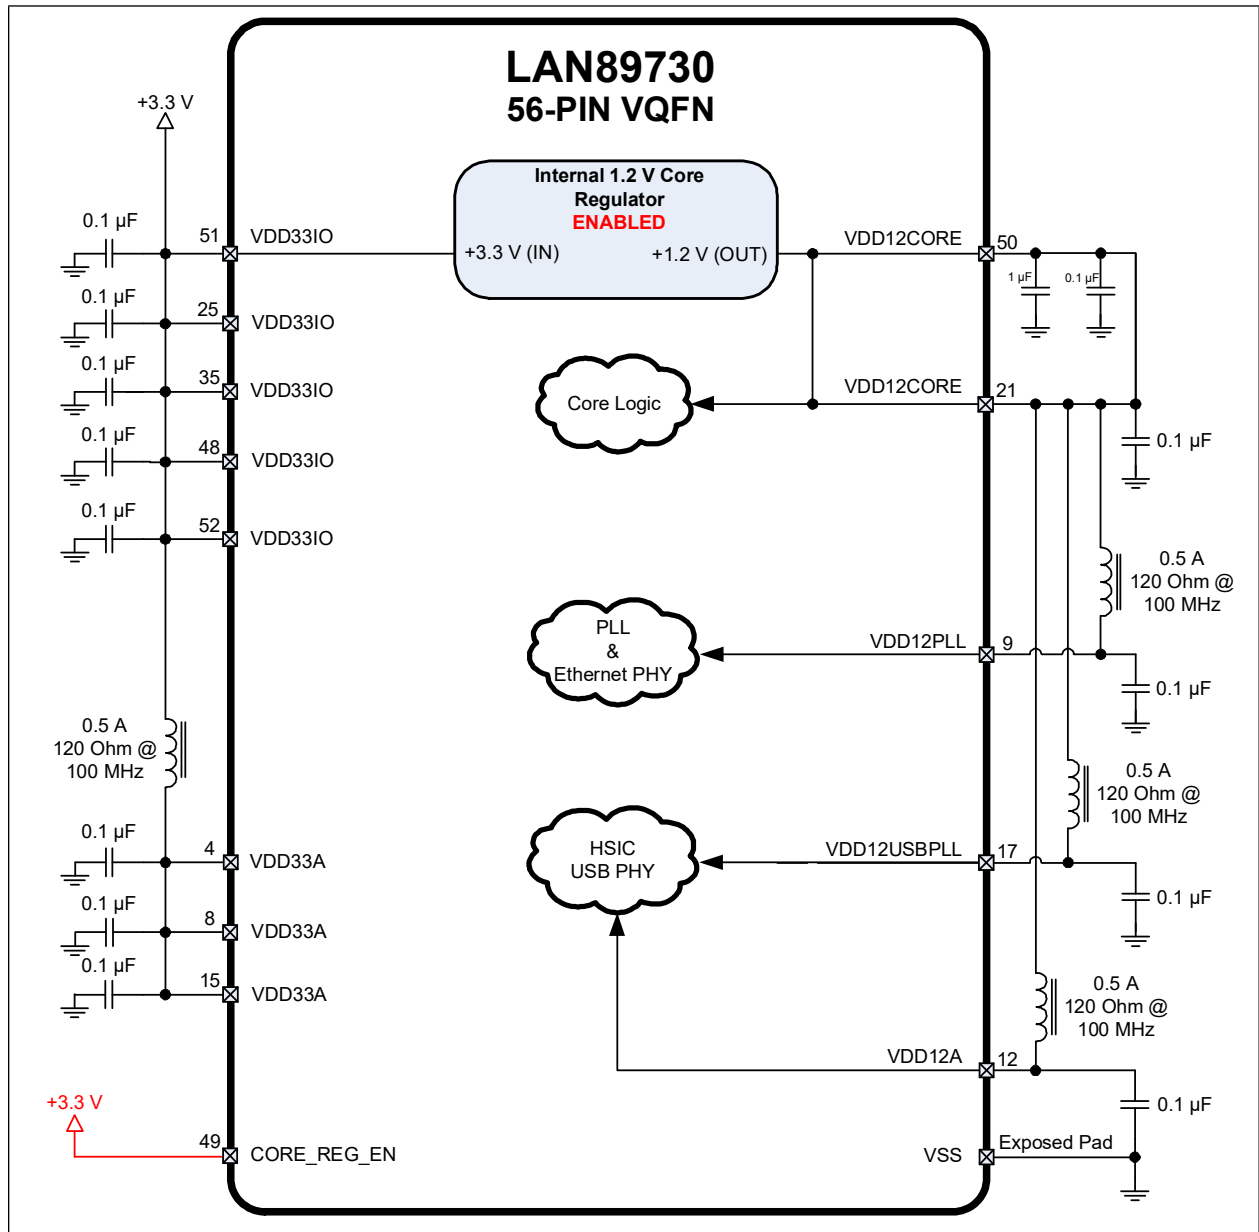 LAN89730
56-PIN VQFN
+3.3 V
Internal 1.2 V Core
Regulator
ENABLED
+3.3 V (IN)
+1.2 V (OUT)
0.1 µF
51
VDD33IO
0.1 µF
25
VDD33IO
0.1 µF
35
VDD33IO
0.1 µF
48
VDD33IO
0.1 µF
52
VDD33IO
0.5 A
120 Ohm @
100 MHz
0.1 µF
4
VDD33A
0.1 µF
8
VDD33A
0.1 µF
15
VDD33A
+3.3 V
49
CORE_REG_EN
VDD12CORE
50
1 µF
0.1 µF
Core Logic
VDD12CORE
21
0.1 µF
0.5 A
120 Ohm @
100 MHz
PLL
&
Ethernet PHY
VDD12PLL
9
0.1 µF
0.5 A
120 Ohm @
100 MHz
HSIC
USB PHY
VDD12USBPLL
17
0.1 µF
0.5 A
120 Ohm @
100 MHz
VDD12A
12
0.1 µF
VSS
Exposed Pad